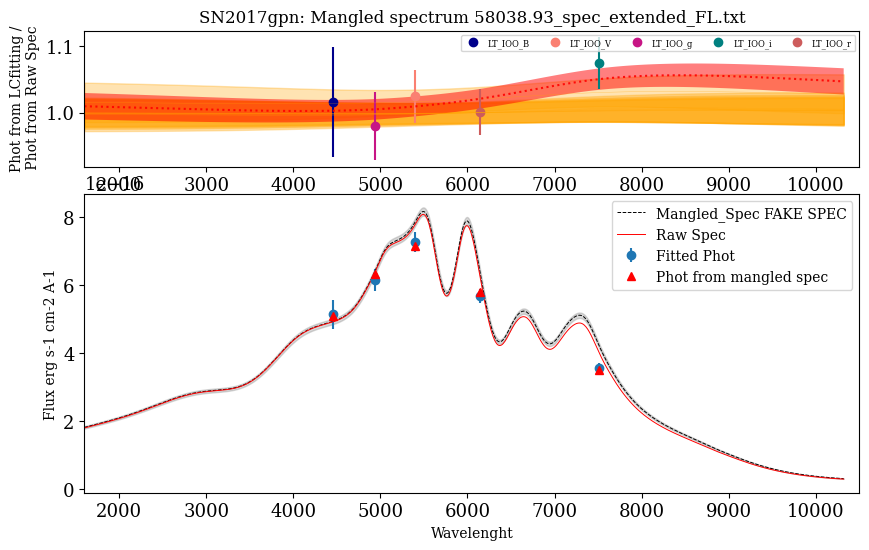 SN2017gpn: Mangled spectrum 58038.93_spec_extended_FL.txt
Phot from LCfitting /
Phot from Raw Spec
1.1
1.0
LT_IOO_B
LT_IOO_V
LT_IOO_g
LT_IOO_i
LT_IOO_r
2000 3000 4000 5000 6000 7000 8000 9000 10000
1e−16
Flux erg s-1 cm-2 A-1
8
6
4
2
0
Mangled_Spec FAKE SPEC
Raw Spec
Fitted Phot
Phot from mangled spec
2000 3000 4000 5000 6000 7000 8000 9000 10000
Wavelenght